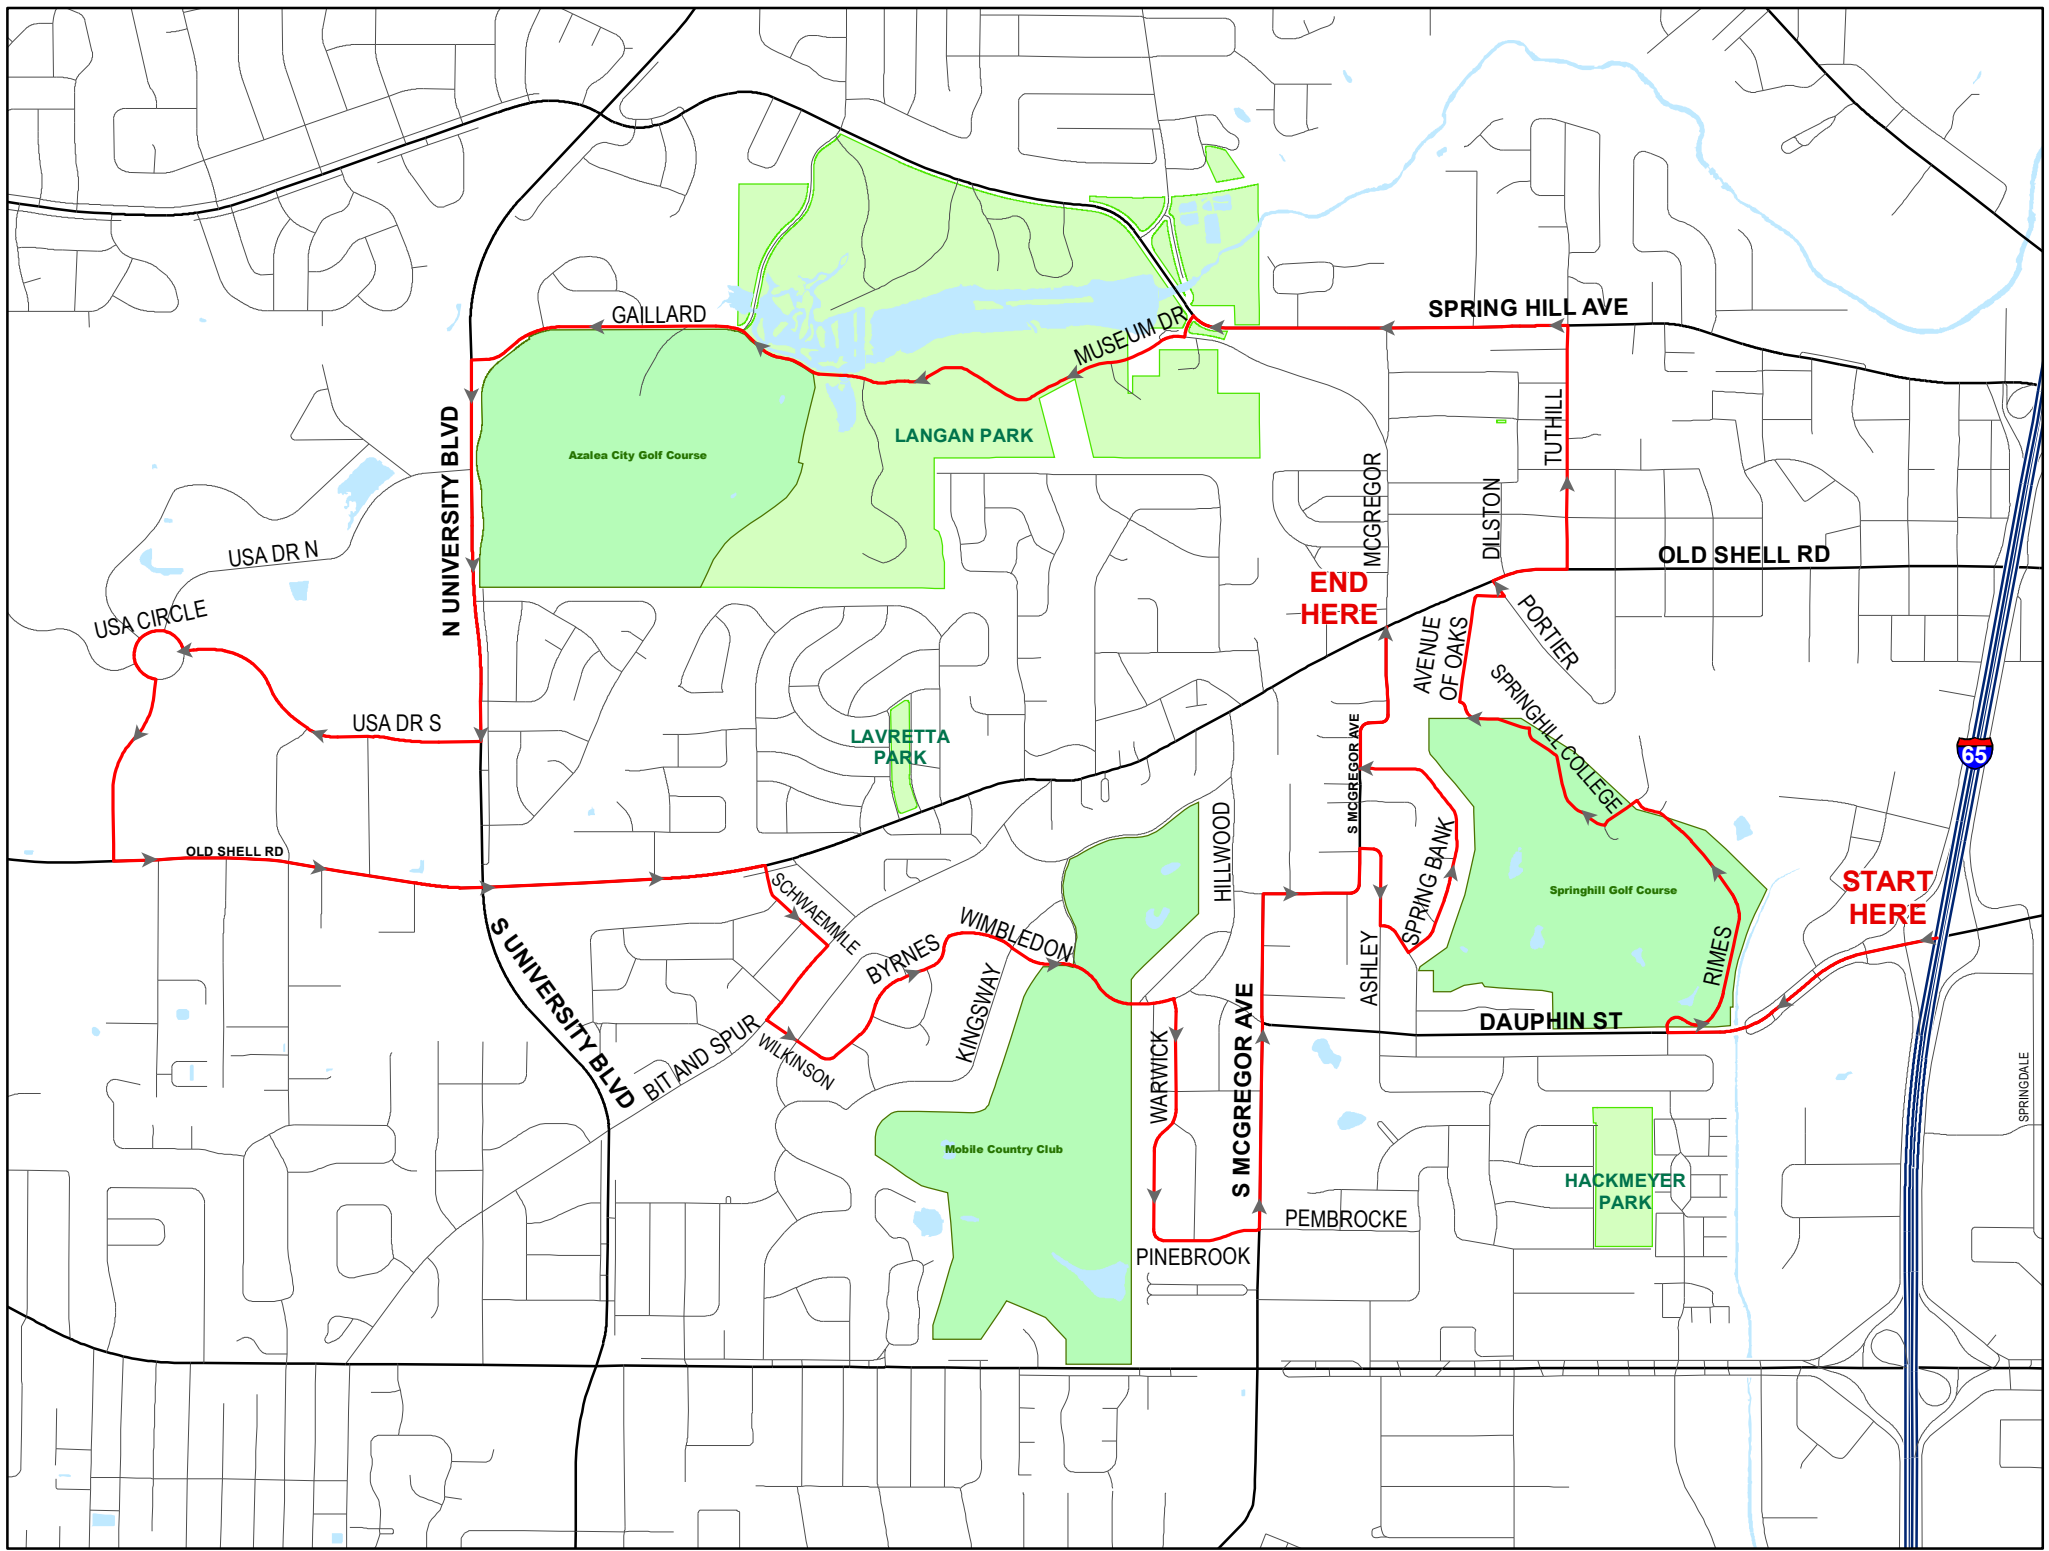 GAILLARD
SPRING HILL AVE
MUSEUM DR
N UNIVERSITY BLVD
LANGAN PARK
Azalea City Golf Course
TUTHILL
MCGREGOR
DILSTON
USA DR N
OLD SHELL RD
END
HERE
USA CIRCLE
PORTIER
AVENUE
OF OAKS
SPRINGHILL COLLEGE
USA DR S
LAVRETTA
PARK
S MCGREGOR AVE
65
HILLWOOD
SPRING BANK
OLD SHELL RD
SCHWAEMMLE
Springhill Golf Course
START
HERE
WIMBLEDON
BYRNES
S UNIVERSITY BLVD
ASHLEY
RIMES
KINGSWAY
S MCGREGOR AVE
DAUPHIN ST
BIT AND SPUR
WILKINSON
WARWICK
SPRINGDALE
Mobile Country Club
HACKMEYER
PARK
PEMBROCKE
PINEBROOK